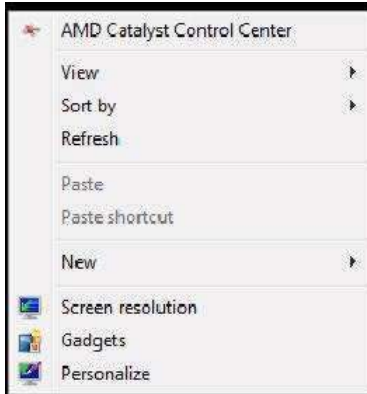 AMD Catalyst Control Center
View
Sort by
Refresh
Paste
Paste shortcut
New
Screen resolution
Gadgets
Personalize